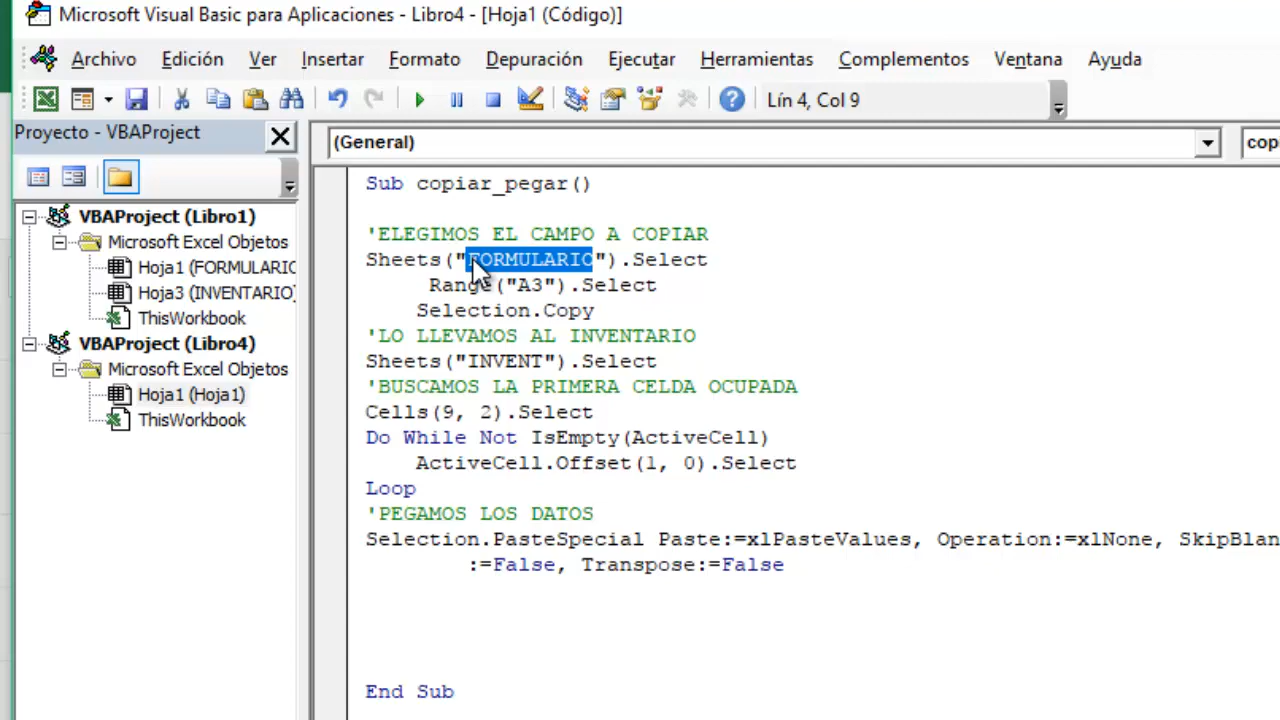 Microsoft Visual Basic para Aplicaciones - Libro4 - [Hoja1 (Código)]
Archivo Edición Ver Insertar Formato Depuración Ejecutar Herramientas Complementos Ventana Ayuda
Lín 4, Col 9
Proyecto - VBAProject
(General)
cop
VBAProject (Libro1)
Microsoft Excel Objetos
Hoja1 (FORMULARIO
Hoja3 (INVENTARIO)
ThisWorkbook
VBAProject (Libro4)
Microsoft Excel Objetos
Hoja1 (Hoja1)
ThisWorkbook
Sub copiar_pegar()
'ELEGIMOS EL CAMPO A COPIAR
Sheets("FORMULARIO").Select
Range("A3").Select
Selection.Copy
'LO LLEVAMOS AL INVENTARIO
Sheets("INVENT").Select
'BUSCAMOS LA PRIMERA CELDA OCUPADA
Cells(9, 2).Select
Do While Not IsEmpty(ActiveCell)
ActiveCell.Offset(1, 0).Select
Loop
'PEGAMOS LOS DATOS
Selection.PasteSpecial Paste:=xlPasteValues, Operation:=xlNone, SkipBlan
:=False, Transpose:=False
End Sub